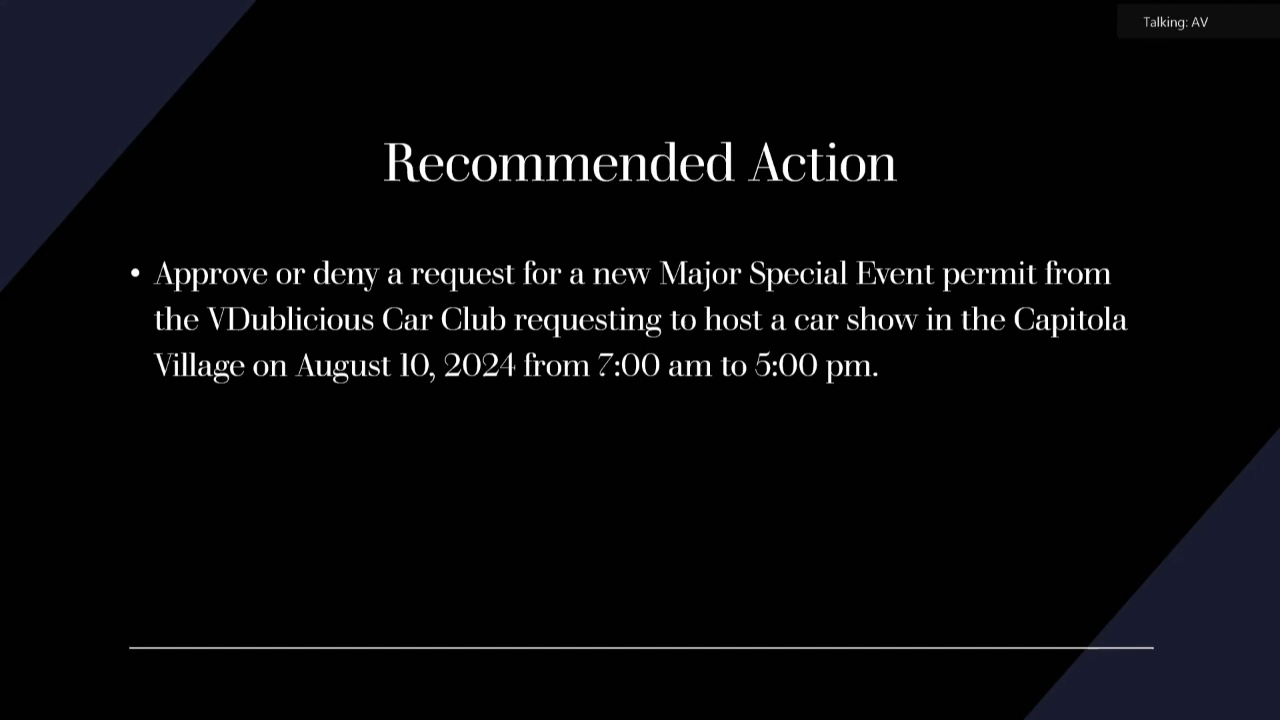 Talking: AV
Recommended Action
• Approve or deny a request for a new Major Special Event permit from
the VDublicious Car Club requesting to host a car show in the Capitola
Village on August 10, 2024 from 7:00 am to 5:00 pm.